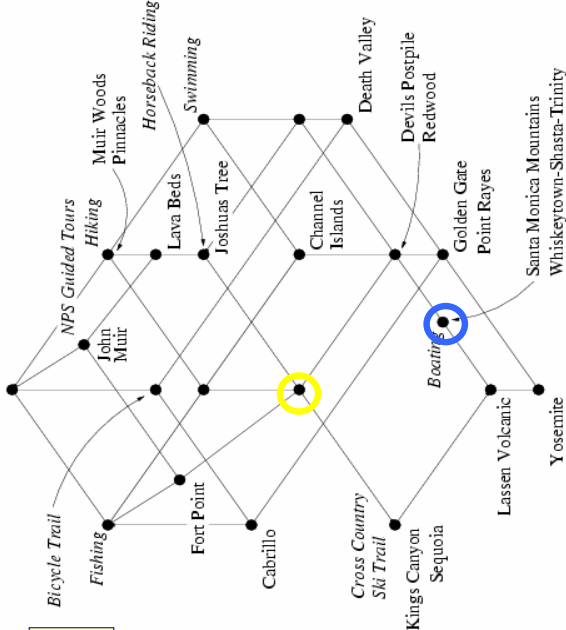 Bicycle Trail
NPS Guided Tours
Hiking
Fishing
Muir Woods
Pinnacles
John
Muir
Horseback Riding
Lava Beds
Swimming
Fort Point
Joshuas Tree
Cabrillo
Channel
Islands
Cross Country
Ski Trail
Death Valley
Kings Canyon
Sequoia
Devils Postpile
Redwood
Boating
Golden Gate
Point Rayes
Lassen Volcanic
Santa Monica Mountains
Whiskeytown-Shasta-Trinity
Yosemite